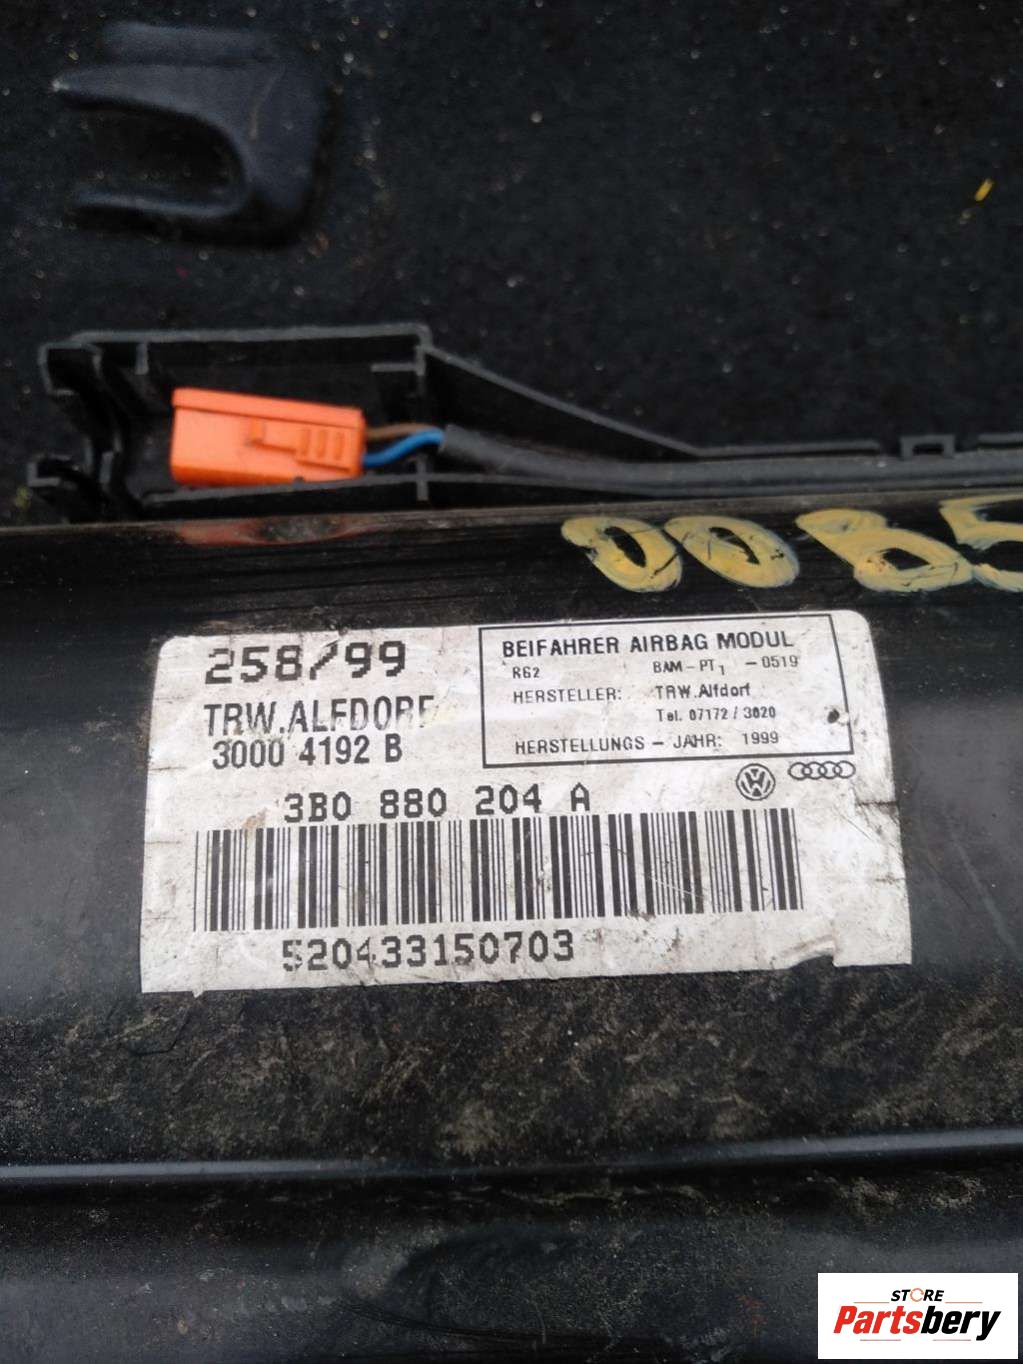 0085
258/99
TRW.ALFDORF
3000 4192 B
BEIFAHRER AIRBAG MODUL
R62 BAM-PT1 -0519
HERSTELLER: TRW.Alfdorf
Tel. 07172/3020
HERSTELLUNGS-JAHR: 1999
3B0 880 204 A
520433150703
STORE
Partsbery